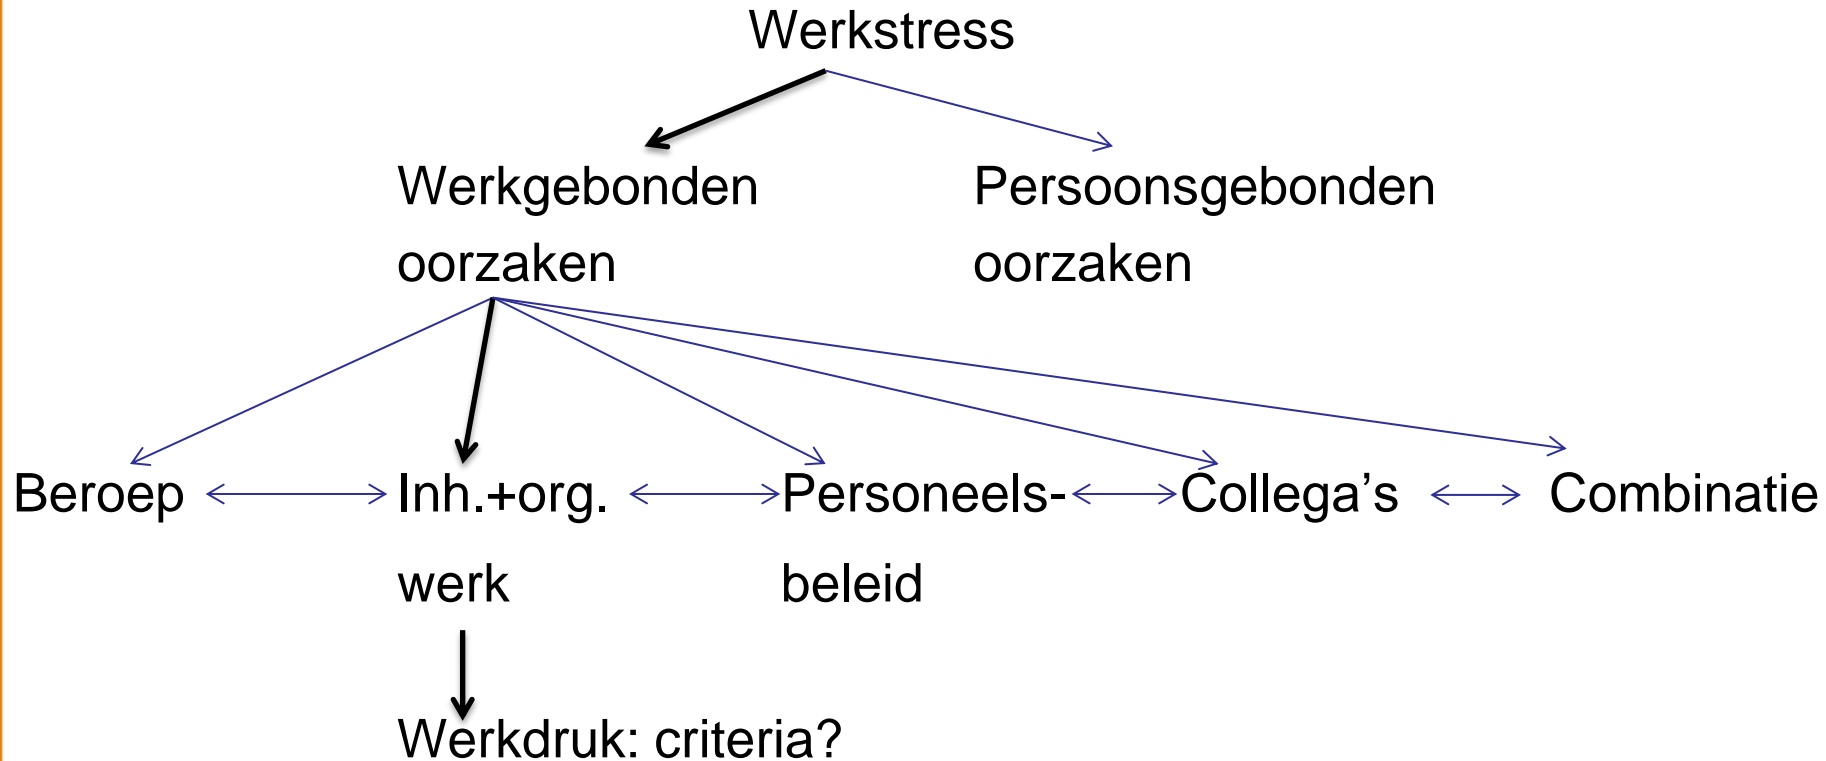 Werkstress
Werkgebonden Persoonsgebonden
oorzaken oorzaken
Beroep Inh.+org. Personeels- Collega’s Combinatie
werk beleid
Werkdruk: criteria?